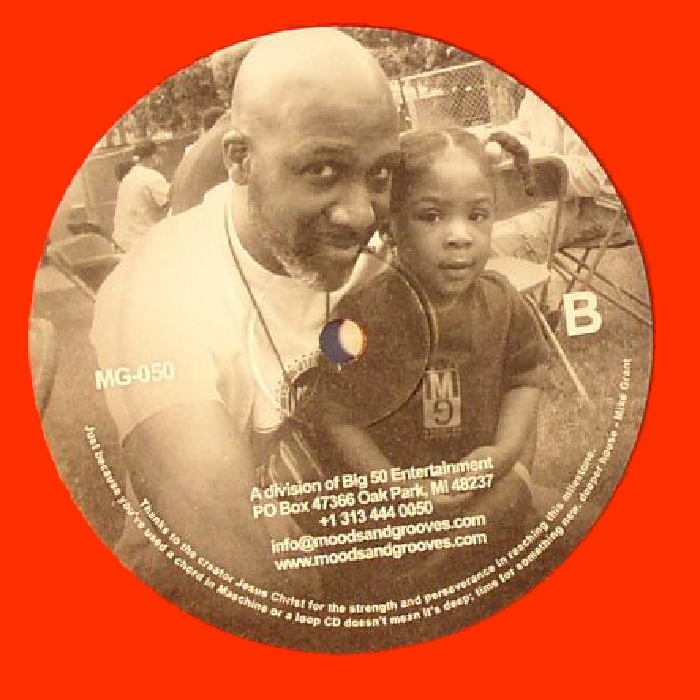 B
MG-050
M
g
A division of Big 50 Entertainment
PO Box 47366 Oak Park, MI 48237
+1 313 444 0050
info@moodsandgrooves.com
www.moodsandgrooves.com
Thanks to the creator Jesus Christ for the strength and perseverance in reaching this milestone.
Just because you've used a chord in Maschine or a loop CD doesn't mean it's deep; time for something new, deeper house - Mike Grant